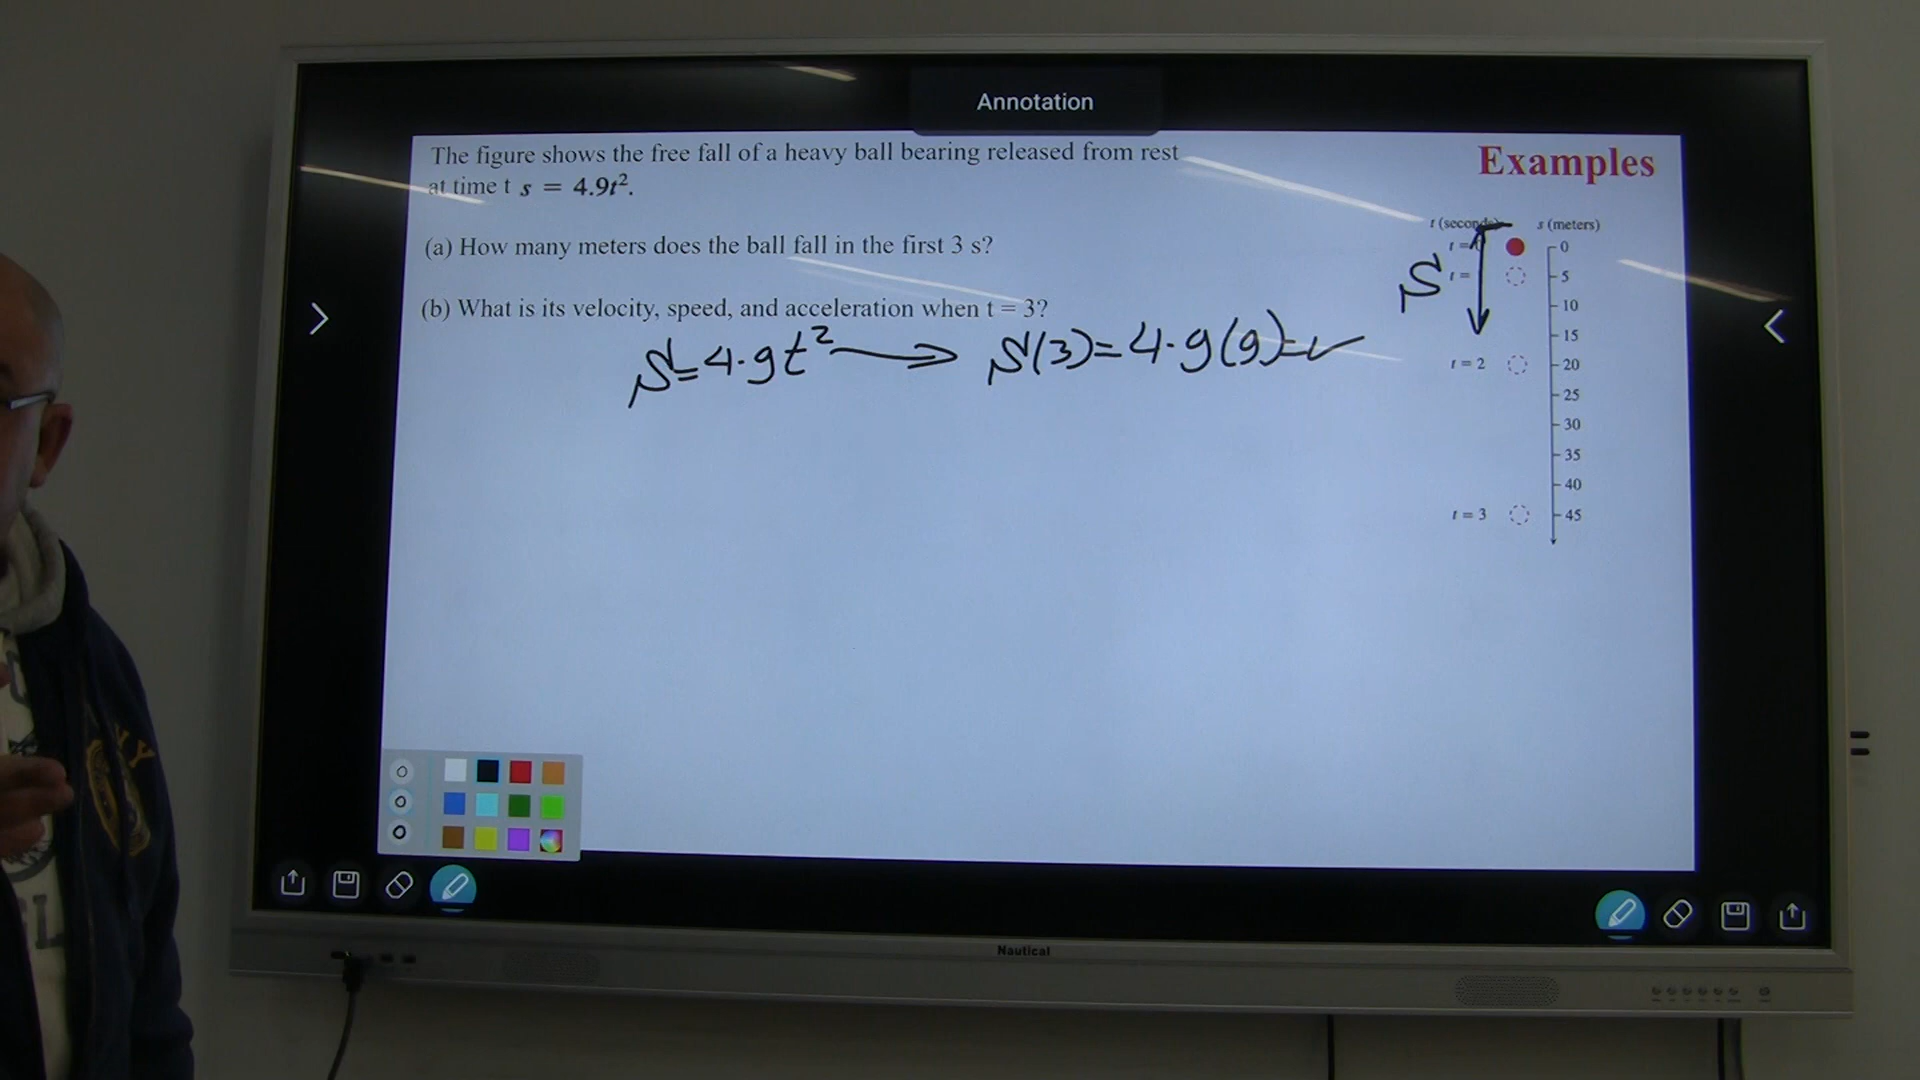 Annotation
The figure shows the free fall of a heavy ball bearing released from rest
at time t s = 4.9t².
Examples
(a) How many meters does the ball fall in the first 3 s?
(b) What is its velocity, speed, and acceleration when t = 3?
S=4.9t² → S(3)=4.9(9)=✓
S
t (seconds) s (meters)
t =
0
t =
5
10
15
t = 2
20
25
30
35
40
t = 3
45
Nautical